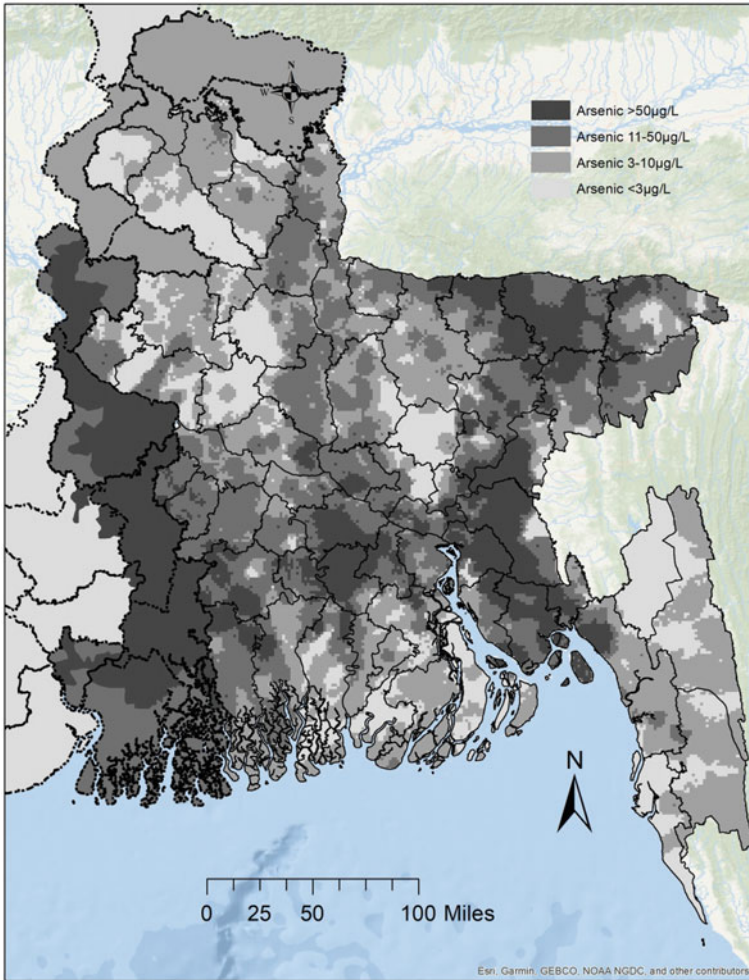 N
W
S
Arsenic >50µg/L
Arsenic 11-50µg/L
Arsenic 3-10µg/L
Arsenic <3µg/L
N
0 25 50 100 Miles
Esri, Garmin, GEBCO, NOAA NGDC, and other contributors